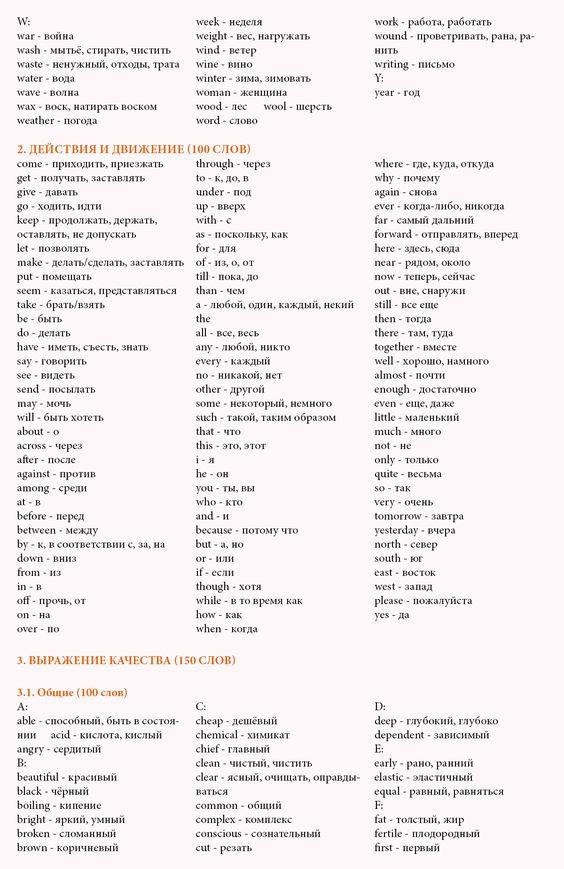 W:
war - война
wash - мытьё, стирать, чистить
waste - ненужный, отходы, трата
water - вода
wave - волна
wax - воск, натирать воском
weather - погода
week - неделя
weight - вес, нагружать
wind - ветер
wine - вино
winter - зима, зимовать
woman - женщина
wood - лес wool - шерсть
word - слово
work - работа, работать
wound - проветривать, рана, ра-
нить
writing - письмо
Y:
year - год
2. ДЕЙСТВИЯ И ДВИЖЕНИЕ (100 СЛОВ)
come - приходить, приезжать
get - получать, заставлять
give - давать
go - ходить, идти
keep - продолжать, держать,
оставлять, не допускать
let - позволять
make - делать/сделать, заставлять
put - помещать
seem - казаться, представляться
take - брать/взять
be - быть
do - делать
have - иметь, съесть, знать
say - говорить
see - видеть
send - посылать
may - мочь
will - быть хотеть
about - о
across - через
after - после
against - против
among - среди
at - в
before - перед
between - между
by - к, в соответствии с, за, на
down - вниз
from - из
in - в
off - прочь, от
on - на
over - по
through - через
to - к, до, в
under - под
up - вверх
with - с
as - поскольку, как
for - для
of - из, о, от
till - пока, до
than - чем
a - любой, один, каждый, некий
the
all - все, весь
any - любой, никто
every - каждый
no - никакой, нет
other - другой
some - некоторый, немного
such - такой, таким образом
that - что
this - это, этот
i - я
he - он
you - ты, вы
who - кто
and - и
because - потому что
but - а, но
or - или
if - если
though - хотя
while - в то время как
how - как
when - когда
where - где, куда, откуда
why - почему
again - снова
ever - когда-либо, никогда
far - самый дальний
forward - отправлять, вперед
here - здесь, сюда
near - рядом, около
now - теперь, сейчас
out - вне, снаружи
still - все еще
then - тогда
there - там, туда
together - вместе
well - хорошо, намного
almost - почти
enough - достаточно
even - еще, даже
little - маленький
much - много
not - не
only - только
quite - весьма
so - так
very - очень
tomorrow - завтра
yesterday - вчера
north - север
south - юг
east - восток
west - запад
please - пожалуйста
yes - да
3. ВЫРАЖЕНИЕ КАЧЕСТВА (150 СЛОВ)
3.1. Общие (100 слов)
A:
able - способный, быть в состоя-
нии acid - кислота, кислый
angry - сердитый
B:
beautiful - красивый
black - чёрный
boiling - кипение
bright - яркий, умный
broken - сломанный
brown - коричневый
C:
cheap - дешёвый
chemical - химикат
chief - главный
clean - чистый, чистить
clear - ясный, очищать, оправды-
ваться
common - общий
complex - комплекс
conscious - сознательный
cut - резать
D:
deep - глубокий, глубоко
dependent - зависимый
E:
early - рано, ранний
elastic - эластичный
equal - равный, равняться
F:
fat - толстый, жир
fertile - плодородный
first - первый